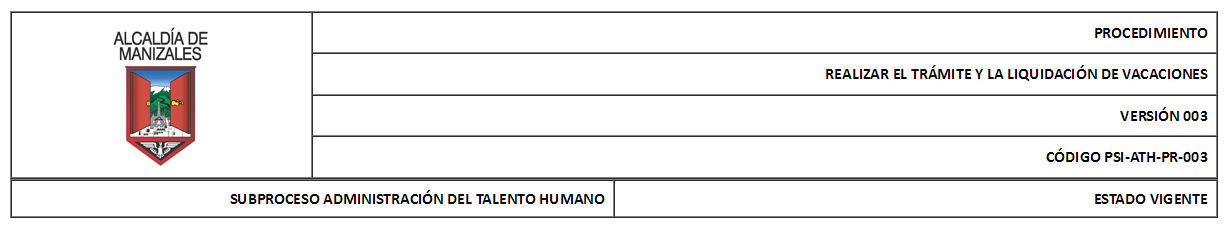 ALCALDÍA DE
MANIZALES
PROCEDIMIENTO
REALIZAR EL TRÁMITE Y LA LIQUIDACIÓN DE VACACIONES
VERSIÓN 003
CÓDIGO PSI-ATH-PR-003
SUBPROCESO ADMINISTRACIÓN DEL TALENTO HUMANO
ESTADO VIGENTE